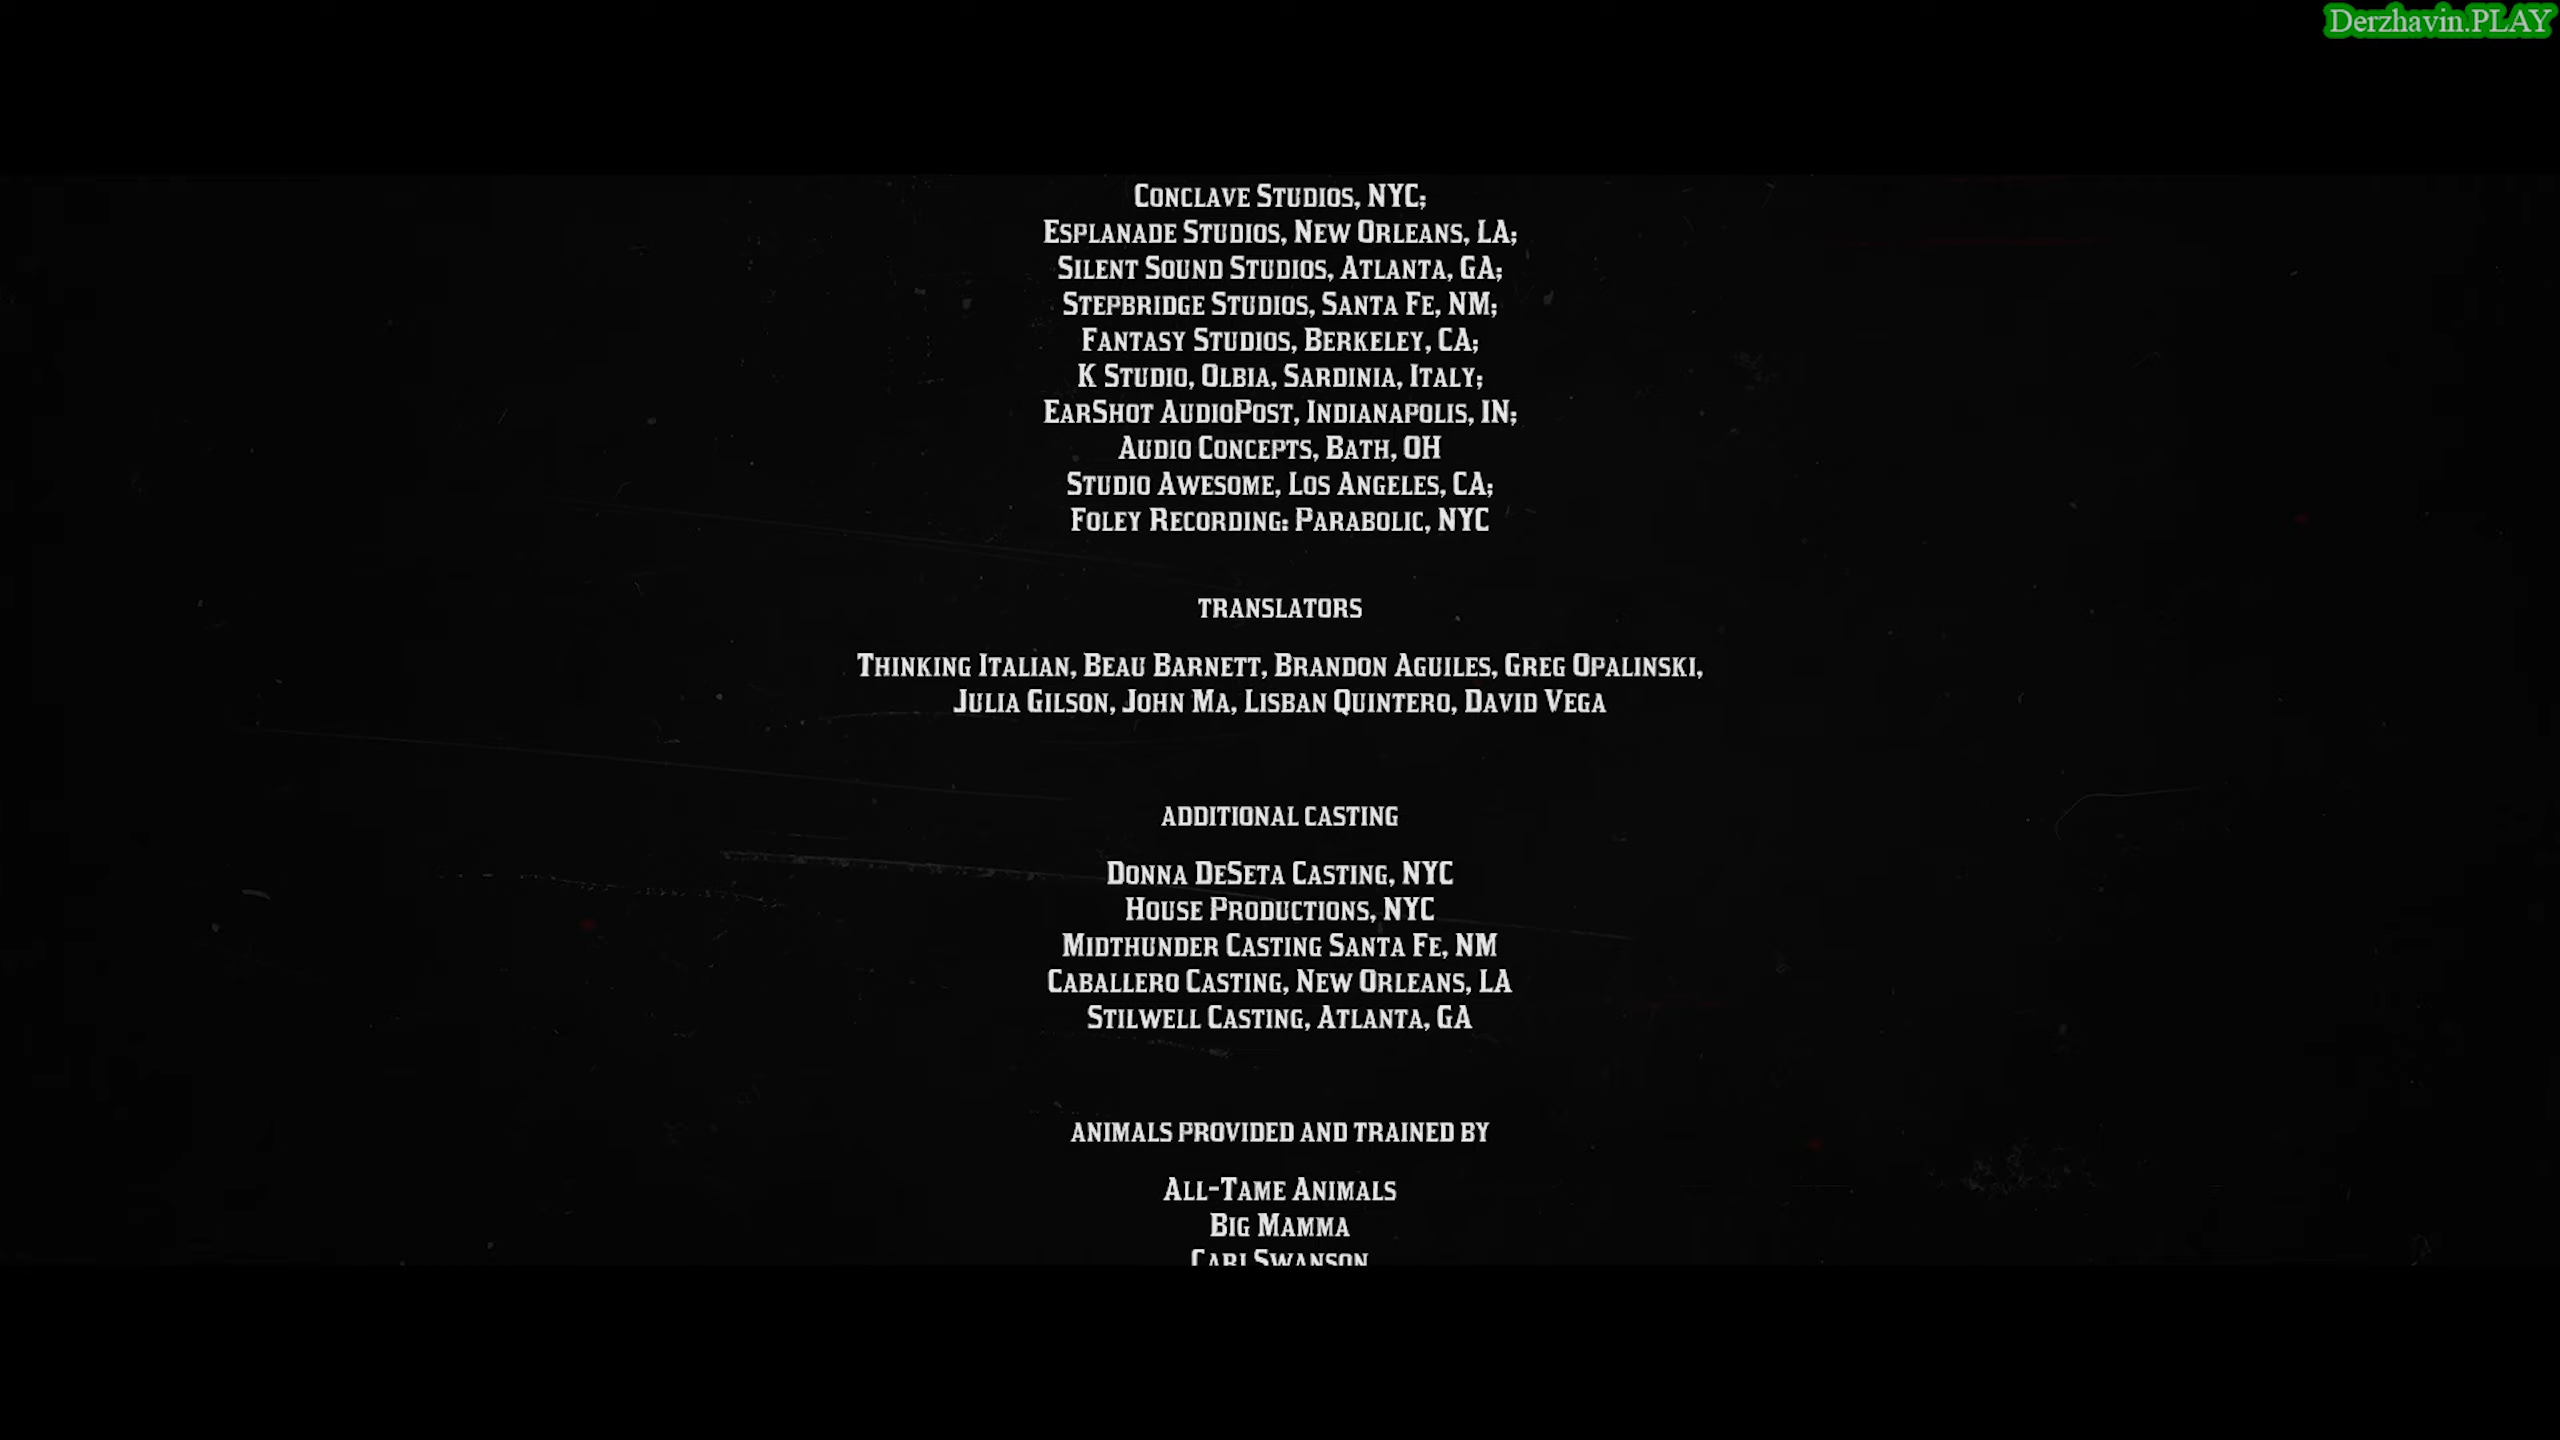 Derzhavin.PLAY
Conclave Studios, NYC;
Esplanade Studios, New Orleans, LA;
Silent Sound Studios, Atlanta, GA;
Stepbridge Studios, Santa Fe, NM;
Fantasy Studios, Berkeley, CA;
K Studio, Olbia, Sardinia, Italy;
EarShot AudioPost, Indianapolis, IN;
Audio Concepts, Bath, OH
Studio Awesome, Los Angeles, CA;
Foley Recording: Parabolic, NYC
TRANSLATORS
Thinking Italian, Beau Barnett, Brandon Aguiles, Greg Opalinski,
Julia Gilson, John Ma, Lisban Quintero, David Vega
ADDITIONAL CASTING
Donna DeSeta Casting, NYC
House Productions, NYC
Midthunder Casting Santa Fe, NM
Caballero Casting, New Orleans, LA
Stilwell Casting, Atlanta, GA
ANIMALS PROVIDED AND TRAINED BY
All-Tame Animals
Big Mamma
Swanson